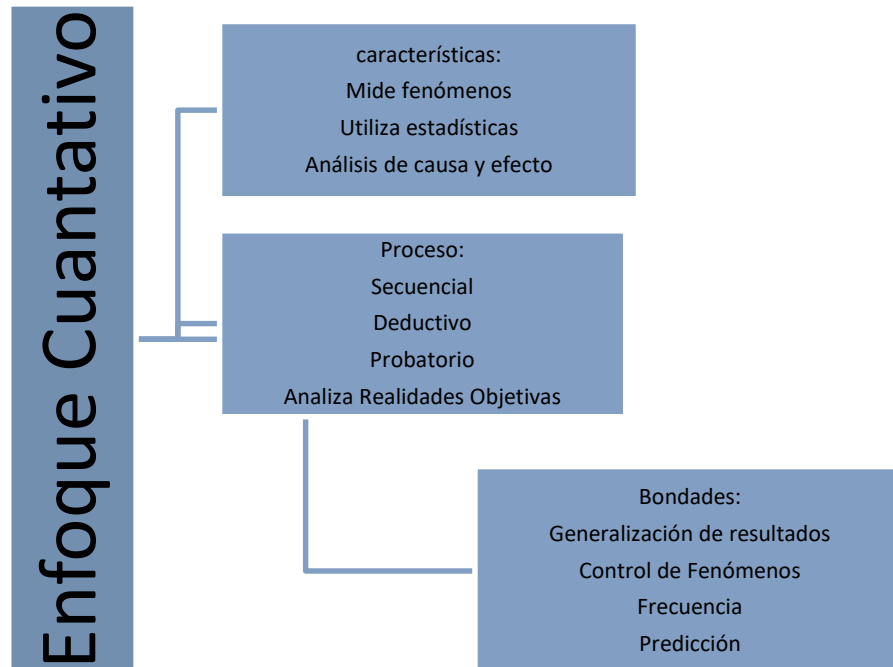 Enfoque Cuantativo
características:
Mide fenómenos
Utiliza estadísticas
Análisis de causa y efecto
Proceso:
Secuencial
Deductivo
Probatorio
Analiza Realidades Objetivas
Bondades:
Generalización de resultados
Control de Fenómenos
Frecuencia
Predicción